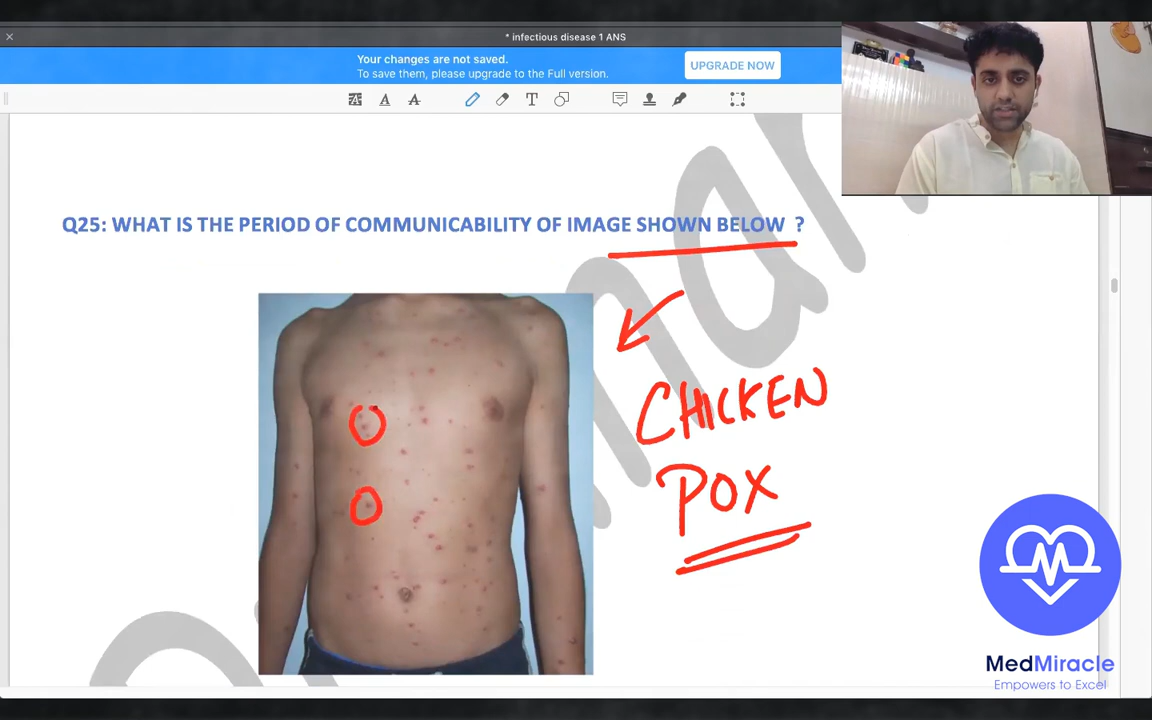 * infectious disease 1 ANS
Your changes are not saved.
To save them, please upgrade to the Full version.
UPGRADE NOW
Q25: WHAT IS THE PERIOD OF COMMUNICABILITY OF IMAGE SHOWN BELOW ?
CHICKEN
POX
MedMiracle
Empowers to Excel